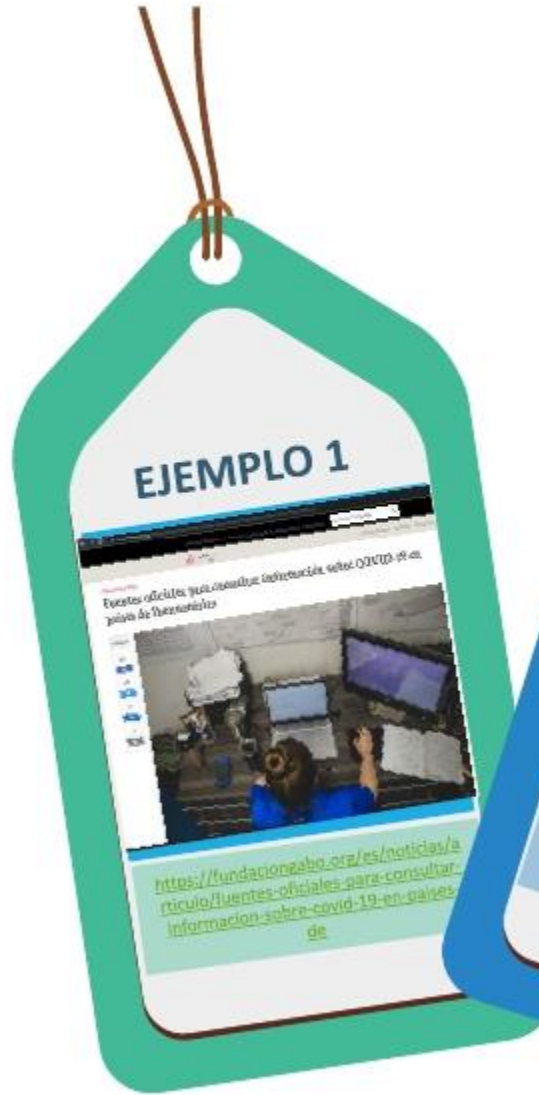 EJEMPLO 1
Fuentes oficiales para consultar información sobre COVID-19 en
países de Iberoamérica
https://fundaciongabo.org/es/noticias/a
rticulo/fuentes-oficiales-para-consultar-
informacion-sobre-covid-19-en-paises-
de